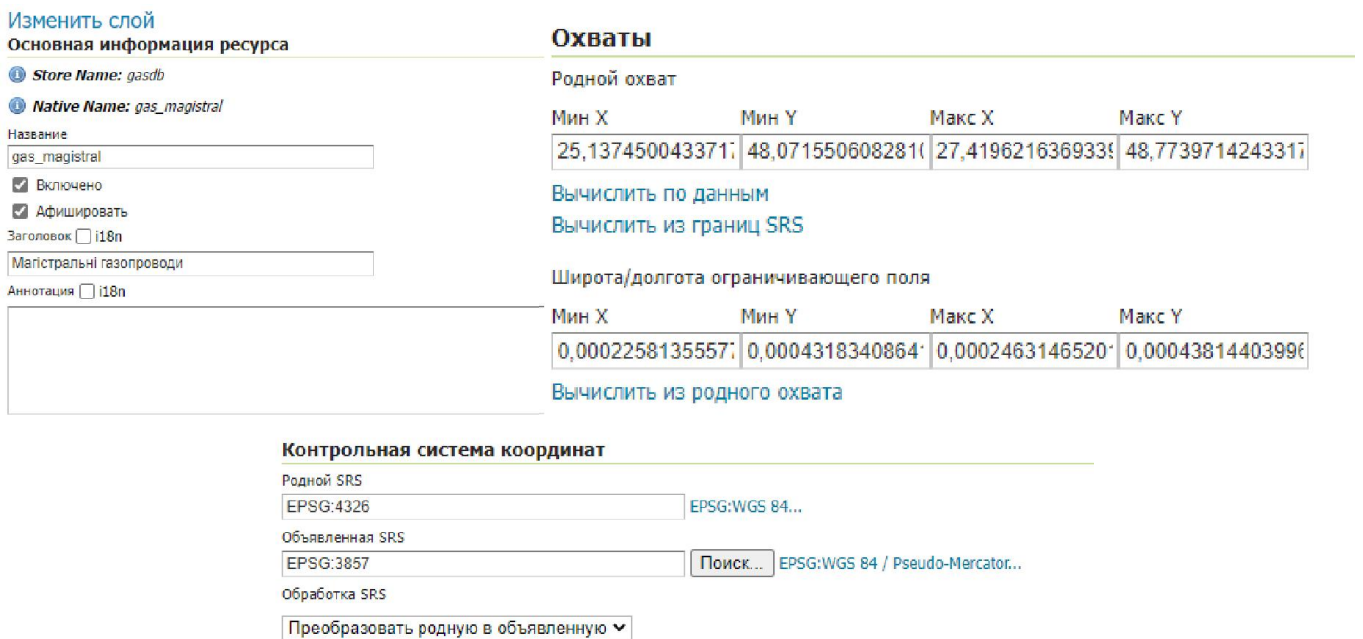 Изменить слой
Основная информация ресурса
Store Name: gasdb
Native Name: gas_magistral
Название
gas_magistral
Включено
Афишировать
Заголовок i18n
Магістральні газопроводи
Аннотация i18n
Охваты
Родной охват
Мин X Мин Y Макс X Макс Y
25,1374500433717 48,071550608281 27,419621636933 48,7739714243317
Вычислить по данным
Вычислить из границ SRS
Широта/долгота ограничивающего поля
Мин X Мин Y Макс X Макс Y
0,0002258135557 0,0004318340864 0,0002463146520 0,000438144039
Вычислить из родного охвата
Контрольная система координат
Родной SRS
EPSG:4326 EPSG:WGS 84...
Объявленная SRS
EPSG:3857 Поиск... EPSG:WGS 84 / Pseudo-Mercator...
Обработка SRS
Преобразовать родную в объявленную